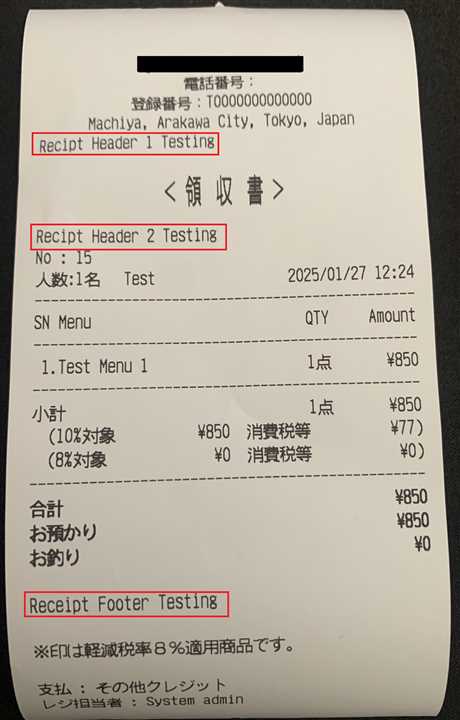 電話番号：
登録番号：T0000000000000
Machiya, Arakawa City, Tokyo, Japan
Recipt Header 1 Testing
＜領 収 書＞
Recipt Header 2 Testing
No : 15
人数:1名 Test 2025/01/27 12:24
SN Menu QTY Amount
1.Test Menu 1 1点 ¥850
小計 1点 ¥850
(10%対象 ¥850 消費税等 ¥77)
(8%対象 ¥0 消費税等 ¥0)
合計 ¥850
お預かり ¥850
お釣り ¥0
Receipt Footer Testing
※印は軽減税率８％適用商品です。
支払 : その他クレジット
レジ担当者 : System admin